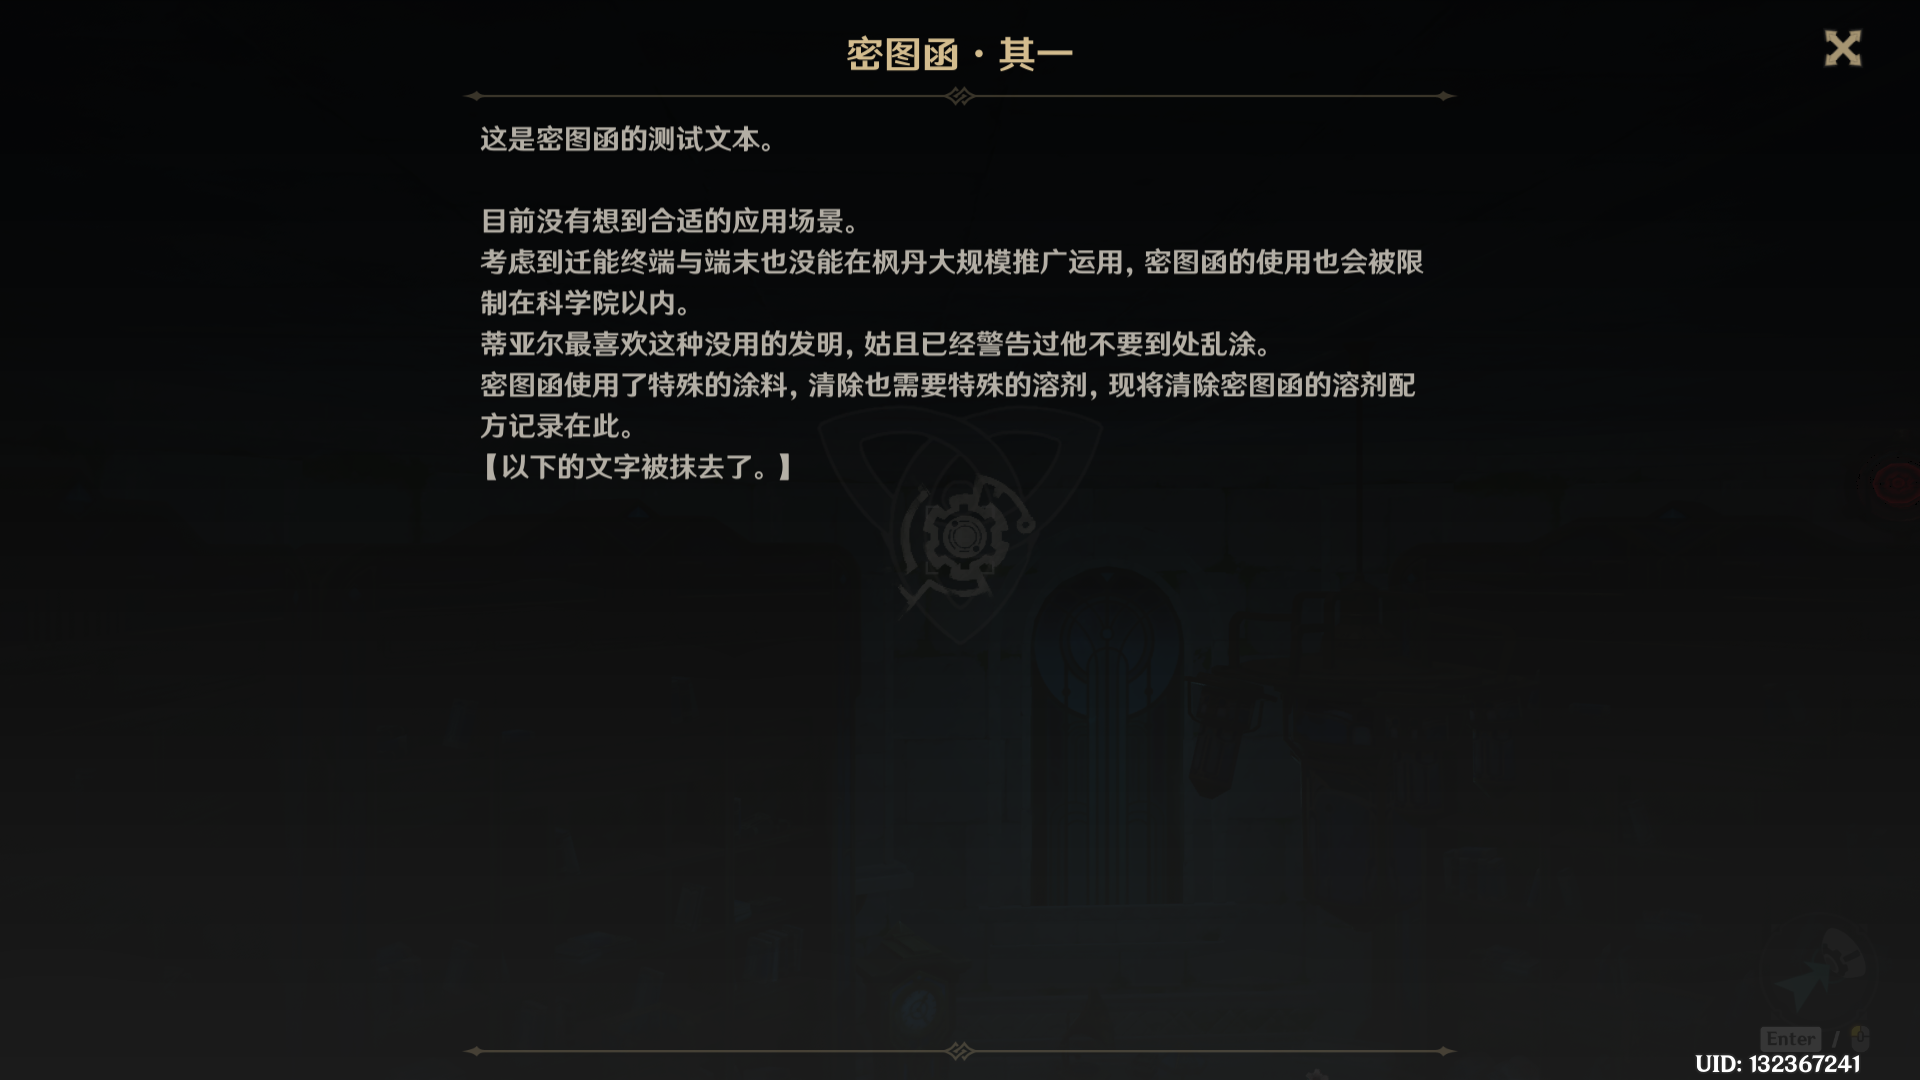 密图函·其一
这是密图函的测试文本。
目前没有想到合适的应用场景。
考虑到迁能终端与端末也没能在枫丹大规模推广运用，密图函的使用也会被限
制在科学院以内。
蒂亚尔最喜欢这种没用的发明，姑且已经警告过他不要到处乱涂。
密图函使用了特殊的涂料，清除也需要特殊的溶剂，现将清除密图函的溶剂配
方记录在此。
【以下的文字被抹去了。】
Enter /
UID: 132367241